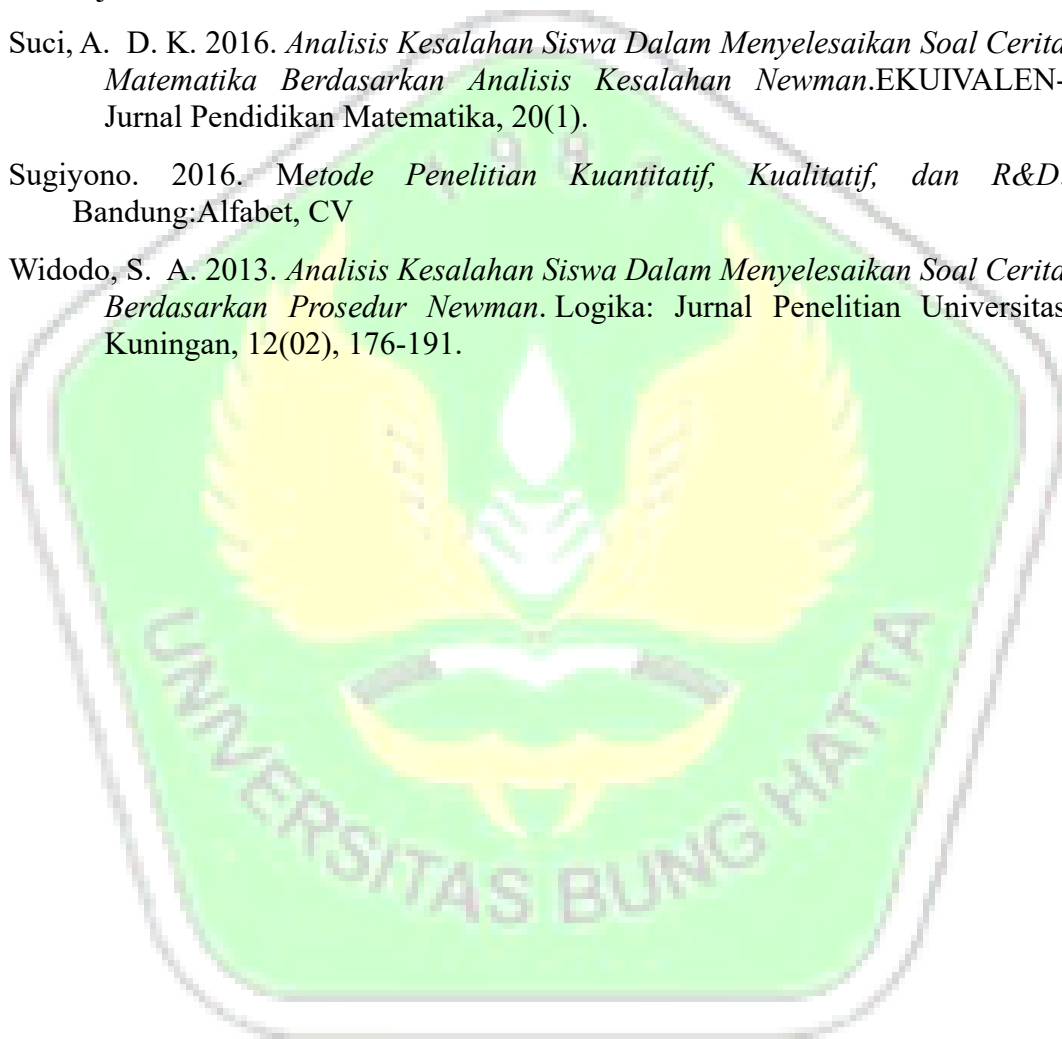 Suci, A. D. K. 2016. Analisis Kesalahan Siswa Dalam Menyelesaikan Soal Cerita
Matematika Berdasarkan Analisis Kesalahan Newman.EKUIVALEN-
Jurnal Pendidikan Matematika, 20(1).
Sugiyono. 2016. Metode Penelitian Kuantitatif, Kualitatif, dan R&D.
Bandung:Alfabet, CV
Widodo, S. A. 2013. Analisis Kesalahan Siswa Dalam Menyelesaikan Soal Cerita
Berdasarkan Prosedur Newman. Logika: Jurnal Penelitian Universitas
Kuningan, 12(02), 176-191.
UNIVERSITAS BUNG HATTA